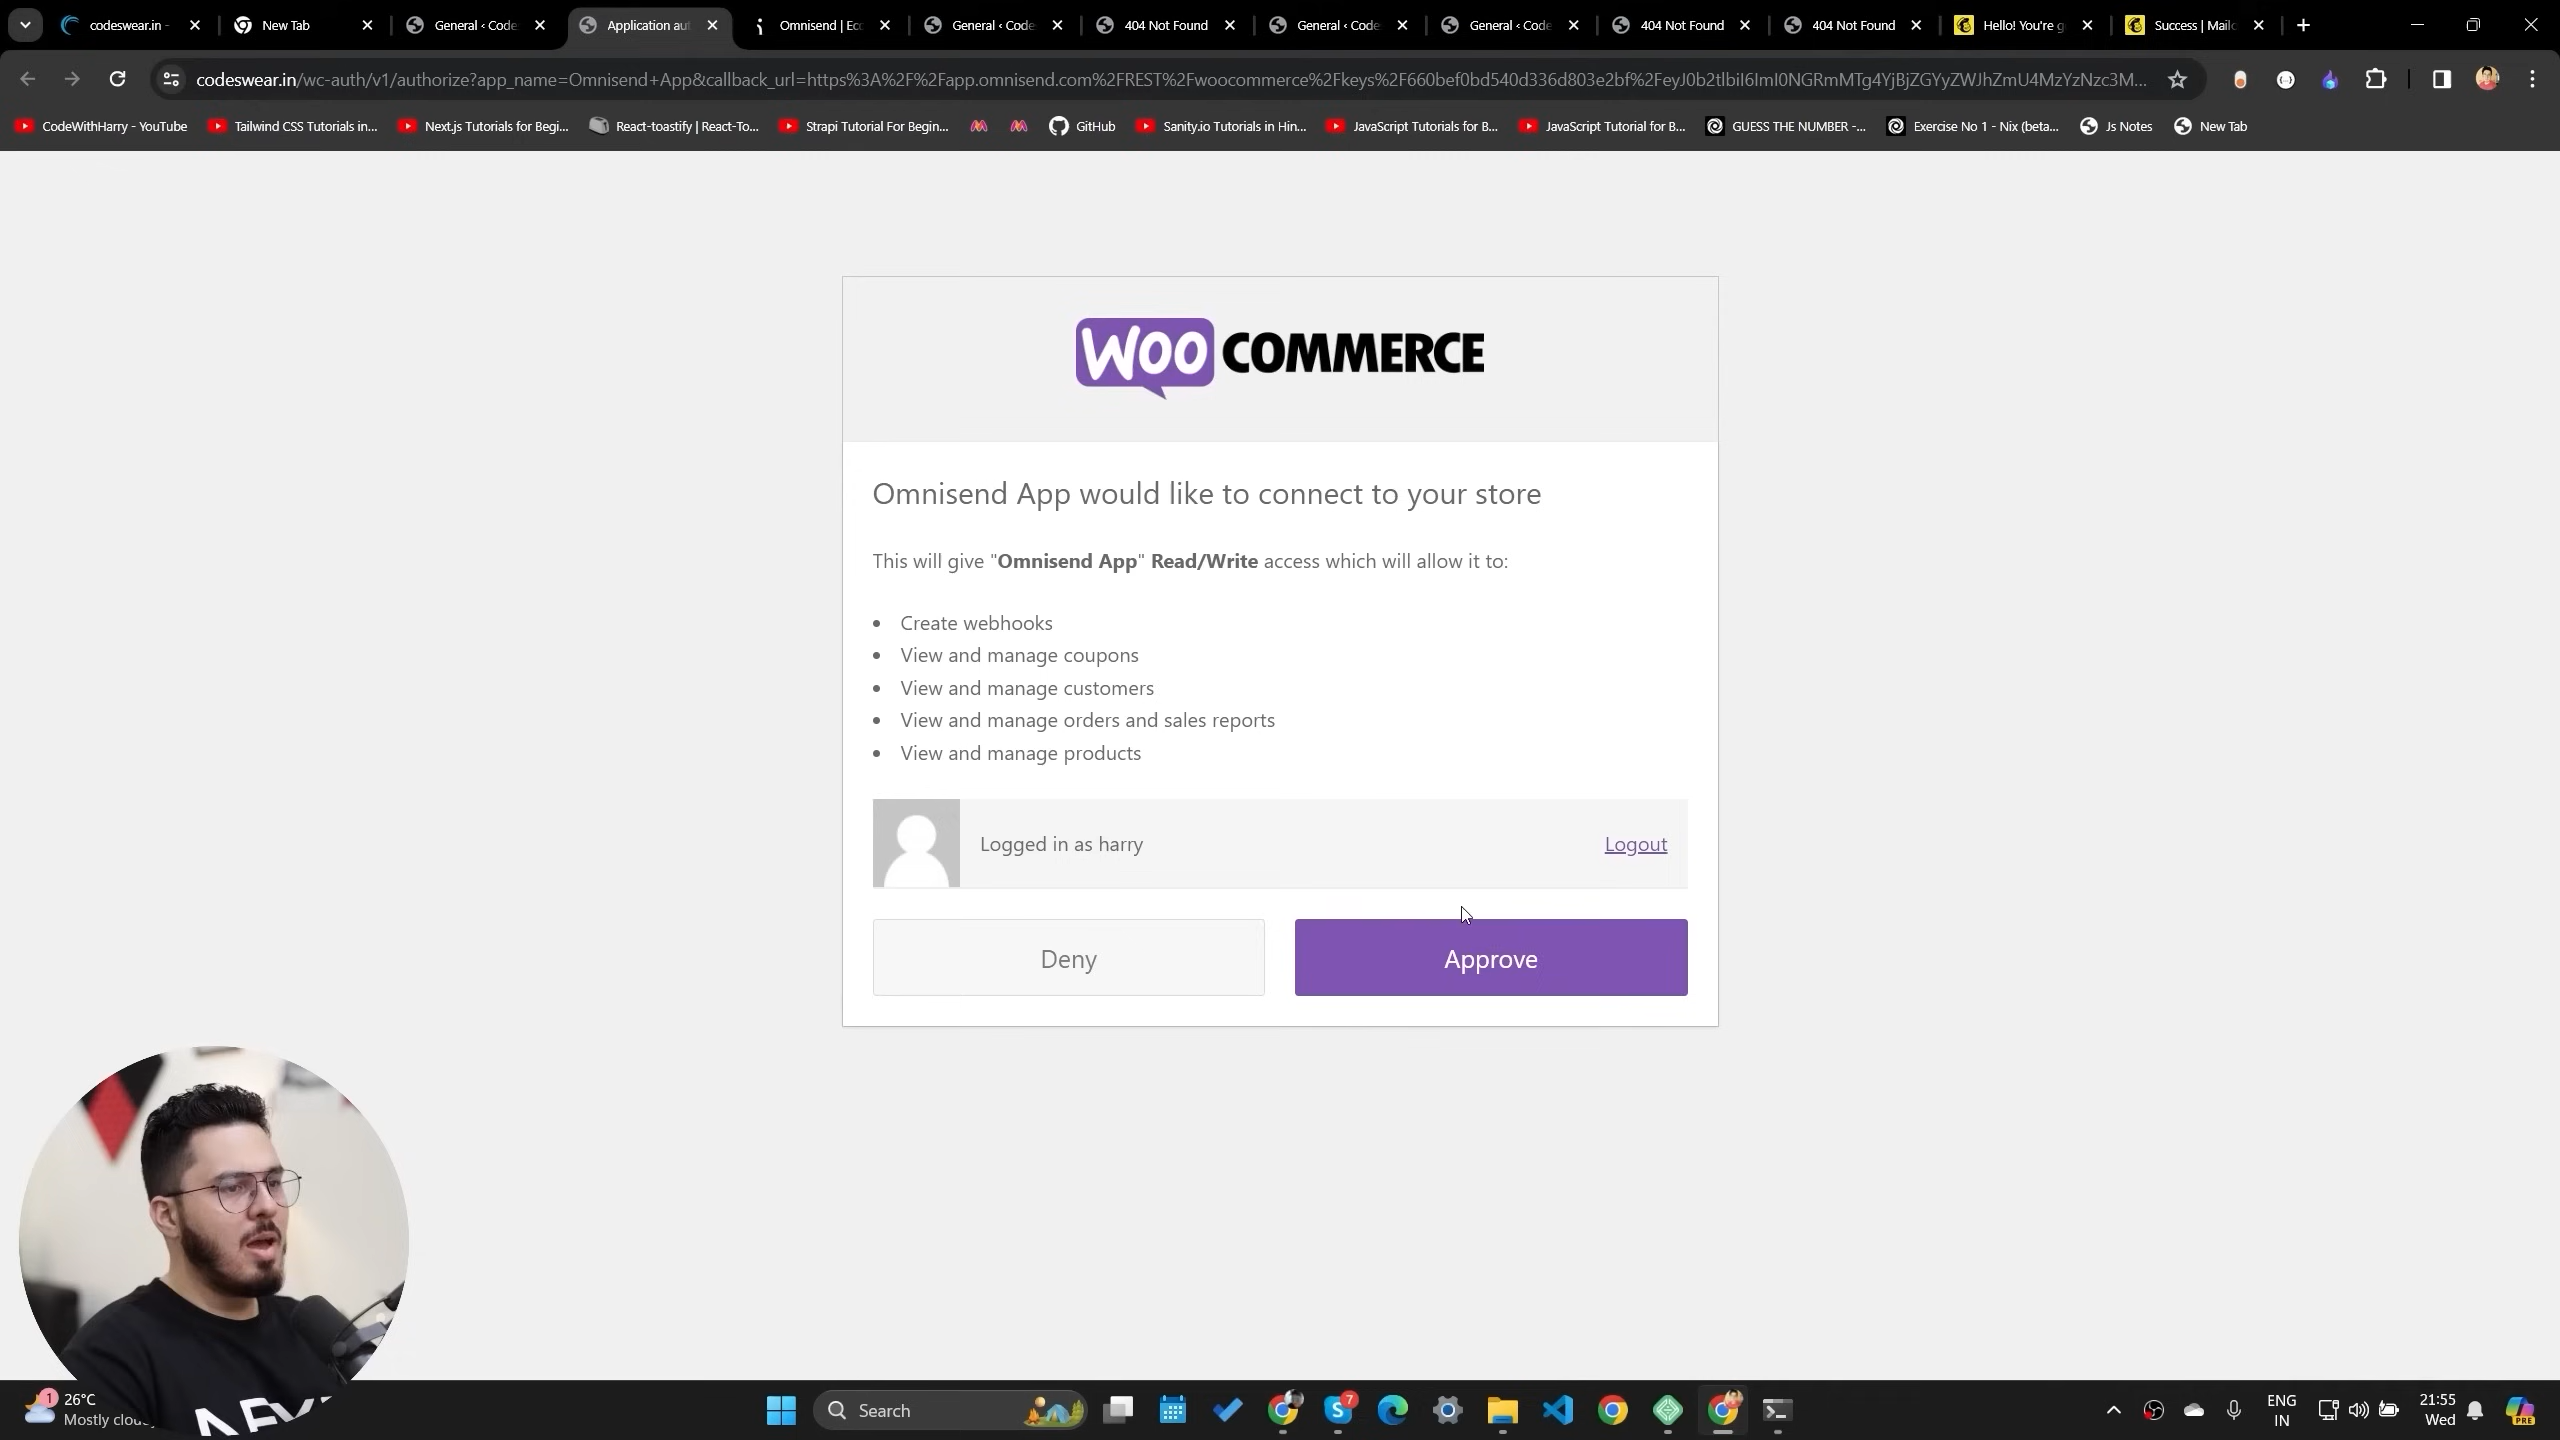 codeswear.in -
New Tab
General ‹ Code
Application aut
Omnisend | Eco
General ‹ Code
404 Not Found
General ‹ Code
General ‹ Code
404 Not Found
404 Not Found
Hello! You're g
Success | Mailc
codeswear.in/wc-auth/v1/authorize?app_name=Omnisend+App&callback_url=https%3A%2F%2Fapp.omnisend.com%2FREST%2Fwoocommerce%2Fkeys%2F660bef0bd540d336d803e2bf%2FeyJ0b2tlbiI6ImI0NGRmMTg4YjBjZGYyZWJhZmU4MzYzNzc3M...
CodeWithHarry - YouTube
Tailwind CSS Tutorials in...
Next.js Tutorials for Begi...
React-toastify | React-To...
Strapi Tutorial For Begin...
GitHub
Sanity.io Tutorials in Hin...
JavaScript Tutorials for B...
JavaScript Tutorial for B...
GUESS THE NUMBER -...
Exercise No 1 - Nix (beta...
Js Notes
New Tab
WOO COMMERCE
Omnisend App would like to connect to your store
This will give "Omnisend App" Read/Write access which will allow it to:
• Create webhooks
• View and manage coupons
• View and manage customers
• View and manage orders and sales reports
• View and manage products
Logged in as harry
Logout
Deny
Approve
1
26°C
Mostly clou
Search
7
ENG
IN
21:55
Wed
PRE